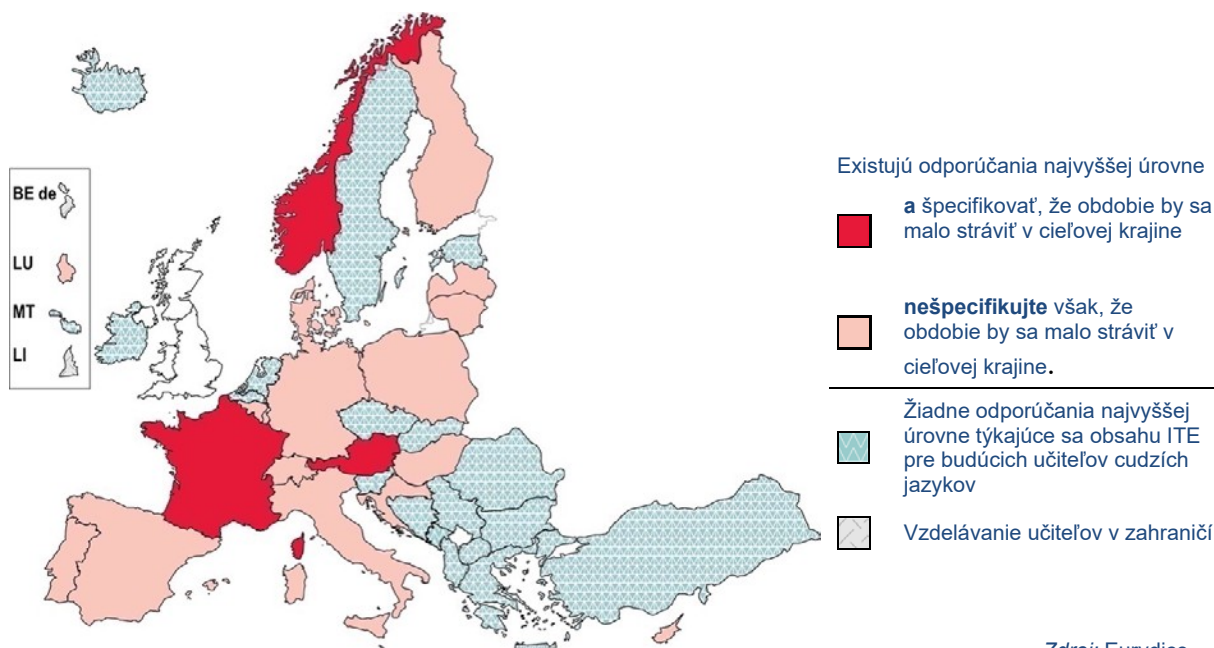 BE de
LU
MT
LI
Existujú odporúčania najvyššej úrovne
a špecifikovať, že obdobie by sa
malo stráviť v cieľovej krajine
nešpecifikujte však, že
obdobie by sa malo stráviť v
cieľovej krajine.
Žiadne odporúčania najvyššej
úrovne týkajúce sa obsahu ITE
pre budúcich učiteľov cudzích
jazykov
Vzdelávanie učiteľov v zahraničí
Zdroj: Eurydice